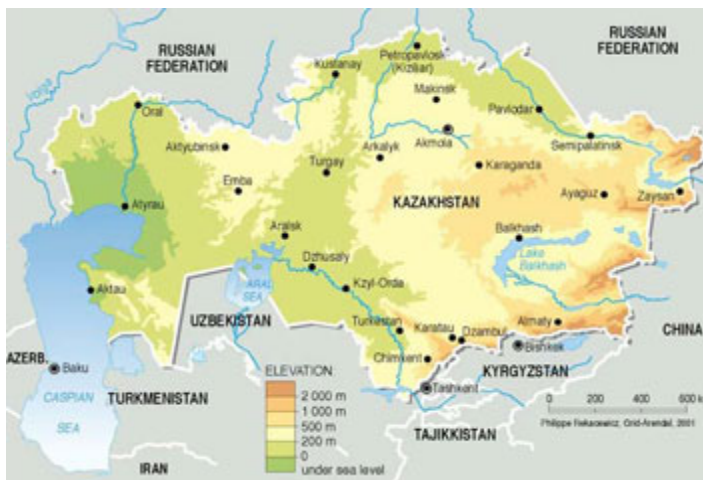 RUSSIAN
FEDERATION
RUSSIAN
FEDERATION
Volga
Kustanay
Petropavlosk
(Kiziliar)
Makinsk
Pavlodar
Oral
Aktyubinsk
Arkalyk
Akmola
Semipalatinsk
Turgay
Karaganda
Emba
KAZAKHSTAN
Ayaguz
Zaysan
Atyrau
Aralsk
Balkhash
Dzhusaly
Lake
Balkhash
Aktau
ARAL
SEA
Kzyl-Orda
UZBEKISTAN
Turkestan
Karatau
Dzambul
Almaty
CHINA
AZERB.
Baku
Chimkent
Bishkek
ELEVATION
KYRGYZSTAN
2 000 m
1 000 m
500 m
200 m
0
under sea level
CASPIAN
SEA
TURKMENISTAN
Tashkent
0 200 400 600 k
Philippe Rekacewicz, Grid-Arendal, 2001
TAJIKKISTAN
IRAN